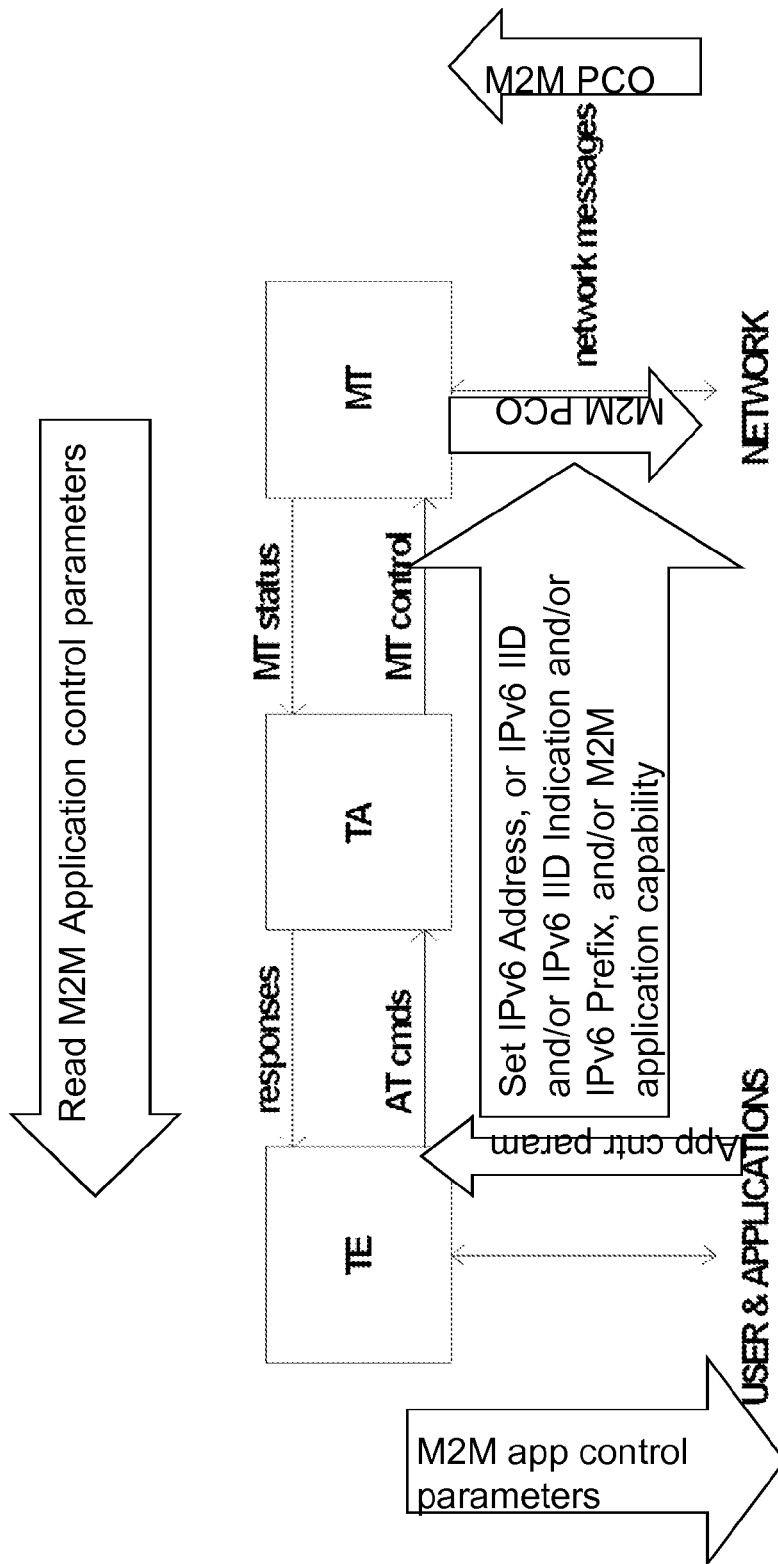 Read M2M Application control parameters
responses
MT status
TE
TA
MT
AT cmds
MT control
M2M app control
parameters
App cntr param
Set IPv6 Address, or IPv6 IID
and/or IPv6 IID Indication and/or
IPv6 Prefix, and/or M2M
application capability
M2M PCO
network messages
M2M PCO
USER & APPLICATIONS
NETWORK